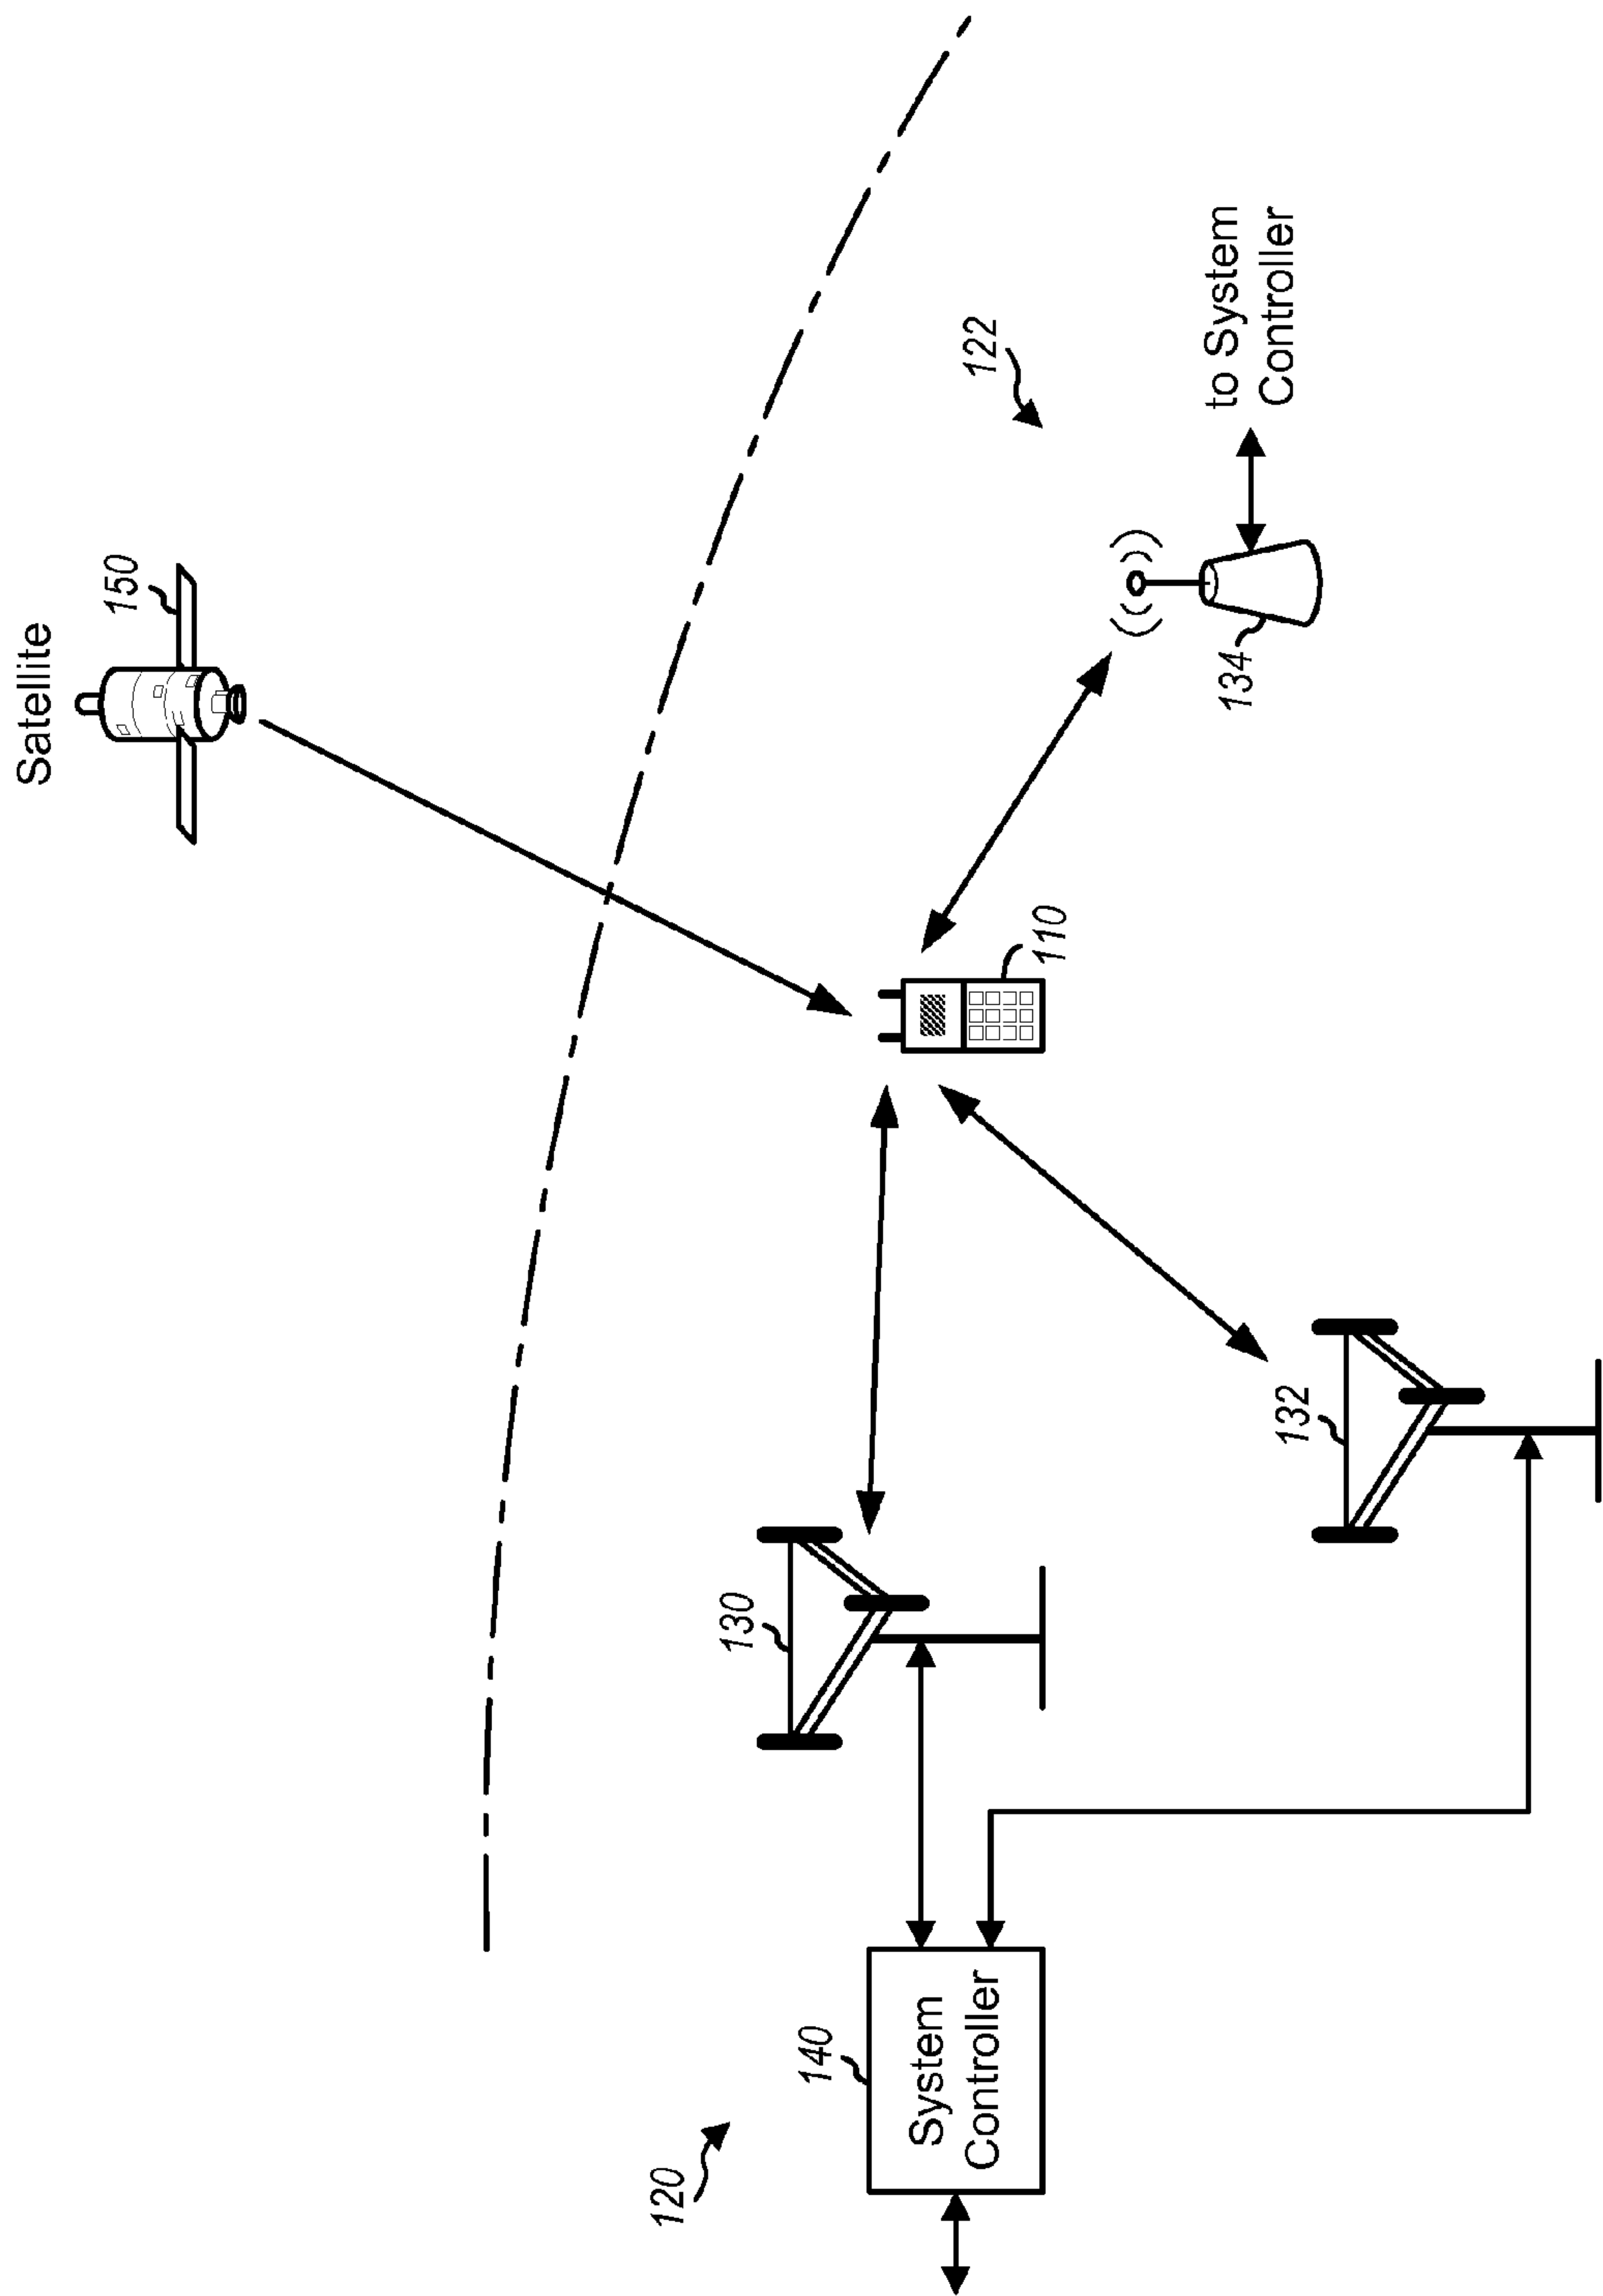 Satellite
150
122
to System
Controller
134
110
132
130
140
System
Controller
120